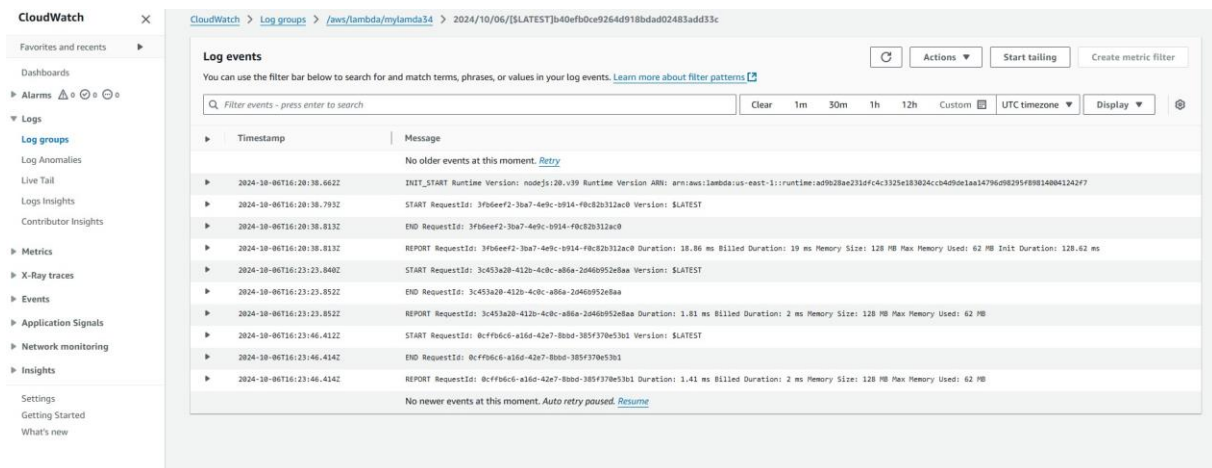 CloudWatch
CloudWatch > Log groups > /aws/lambda/mylamda34 > 2024/10/06/[$LATEST]b40efb0ce9264d918bdad02483add33c
Favorites and recents
Dashboards
Alarms 0 0 0
Logs
Log groups
Log Anomalies
Live Tail
Logs Insights
Contributor Insights
Metrics
X-Ray traces
Events
Application Signals
Network monitoring
Insights
Settings
Getting Started
What's new
Log events
Actions
Start tailing
Create metric filter
You can use the filter bar below to search for and match terms, phrases, or values in your log events. Learn more about filter patterns
Filter events - press enter to search
Clear 1m 30m 1h 12h Custom UTC timezone Display
Timestamp Message
No older events at this moment. Retry
2024-10-06T16:20:38.662Z INIT_START Runtime Version: nodejs:20.v39 Runtime Version ARN: arn:aws:lambda:us-east-1::runtime:ad9b28ae231dfc4c3325e183024ccb4d9de1aa14796d98295f898140041242f7
2024-10-06T16:20:38.793Z START RequestId: 3fb6eef2-3ba7-4e9c-b914-f0c82b312ac0 Version: $LATEST
2024-10-06T16:20:38.813Z END RequestId: 3fb6eef2-3ba7-4e9c-b914-f0c82b312ac0
2024-10-06T16:20:38.813Z REPORT RequestId: 3fb6eef2-3ba7-4e9c-b914-f0c82b312ac0 Duration: 18.86 ms Billed Duration: 19 ms Memory Size: 128 MB Max Memory Used: 62 MB Init Duration: 128.62 ms
2024-10-06T16:23:23.840Z START RequestId: 3c453a20-412b-4c0c-a86a-2d46b952e8aa Version: $LATEST
2024-10-06T16:23:23.852Z END RequestId: 3c453a20-412b-4c0c-a86a-2d46b952e8aa
2024-10-06T16:23:23.852Z REPORT RequestId: 3c453a20-412b-4c0c-a86a-2d46b952e8aa Duration: 1.81 ms Billed Duration: 2 ms Memory Size: 128 MB Max Memory Used: 62 MB
2024-10-06T16:23:46.412Z START RequestId: 0cffb6c6-a16d-42e7-8bbd-385f370e53b1 Version: $LATEST
2024-10-06T16:23:46.414Z END RequestId: 0cffb6c6-a16d-42e7-8bbd-385f370e53b1
2024-10-06T16:23:46.414Z REPORT RequestId: 0cffb6c6-a16d-42e7-8bbd-385f370e53b1 Duration: 1.41 ms Billed Duration: 2 ms Memory Size: 128 MB Max Memory Used: 62 MB
No newer events at this moment. Auto retry paused. Resume